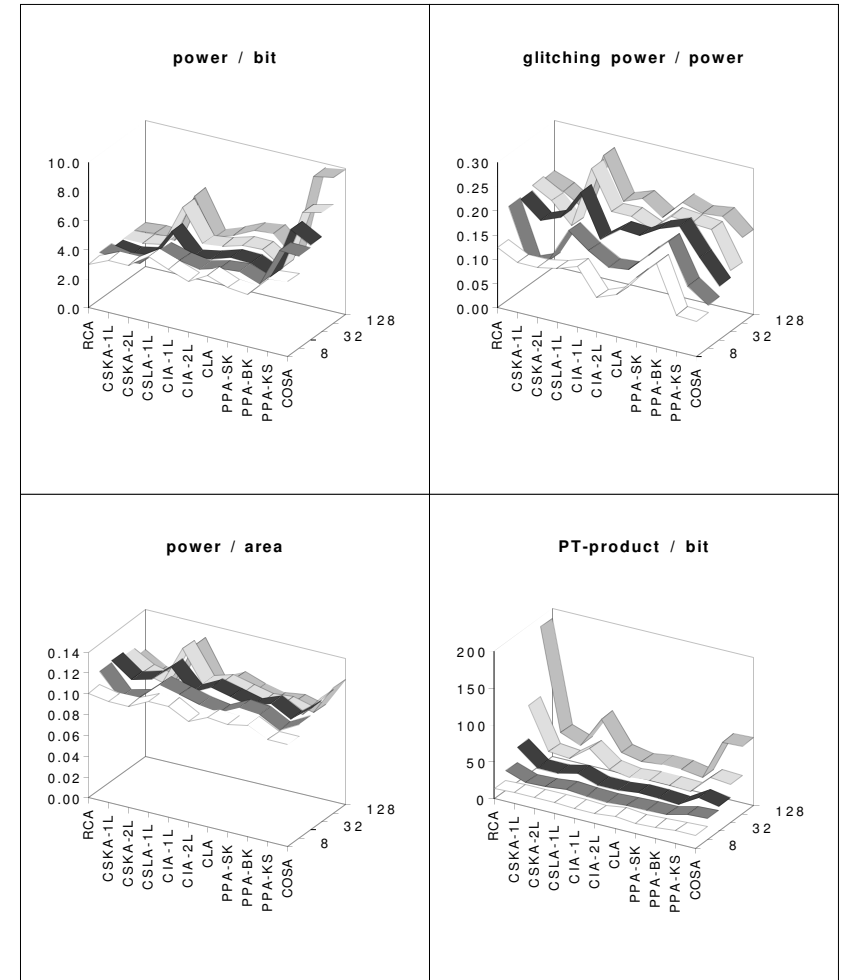 power / bit
10.0
8.0
6.0
4.0
2.0
0.0
RCA
CSKA-1L
CSKA-2L
CSLA-1L
CIA-1L
CIA-2L
CLA
PPA-SK
PPA-BK
PPA-KS
COSA
8
32
128
glitching power / power
0.30
0.25
0.20
0.15
0.10
0.05
0.00
RCA
CSKA-1L
CSKA-2L
CSLA-1L
CIA-1L
CIA-2L
CLA
PPA-SK
PPA-BK
PPA-KS
COSA
8
32
128
power / area
0.14
0.12
0.10
0.08
0.06
0.04
0.02
0.00
RCA
CSKA-1L
CSKA-2L
CSLA-1L
CIA-1L
CIA-2L
CLA
PPA-SK
PPA-BK
PPA-KS
COSA
8
32
128
PT-product / bit
200
150
100
50
0
RCA
CSKA-1L
CSKA-2L
CSLA-1L
CIA-1L
CIA-2L
CLA
PPA-SK
PPA-BK
PPA-KS
COSA
8
32
128